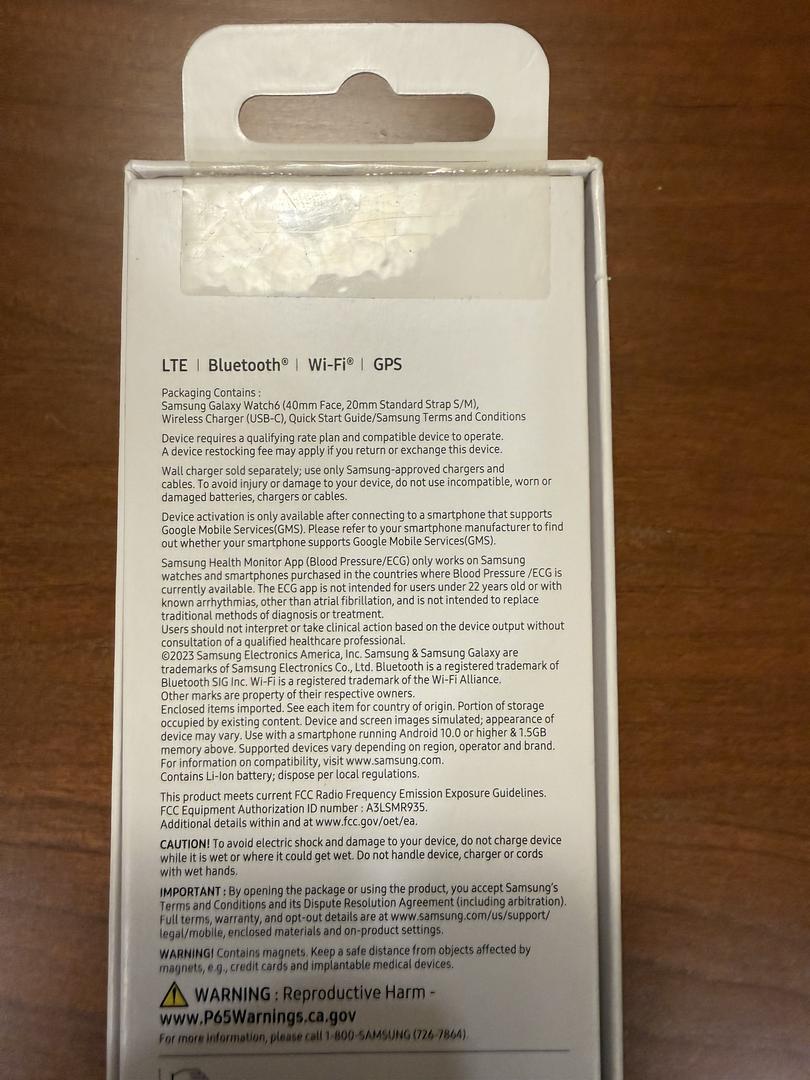 LTE | Bluetooth® | Wi-Fi® | GPS
Packaging Contains :
Samsung Galaxy Watch6 (40mm Face, 20mm Standard Strap S/M),
Wireless Charger (USB-C), Quick Start Guide/Samsung Terms and Conditions
Device requires a qualifying rate plan and compatible device to operate.
A device restocking fee may apply if you return or exchange this device.
Wall charger sold separately; use only Samsung-approved chargers and
cables. To avoid injury or damage to your device, do not use incompatible, worn or
damaged batteries, chargers or cables.
Device activation is only available after connecting to a smartphone that supports
Google Mobile Services(GMS). Please refer to your smartphone manufacturer to find
out whether your smartphone supports Google Mobile Services(GMS).
Samsung Health Monitor App (Blood Pressure/ECG) only works on Samsung
watches and smartphones purchased in the countries where Blood Pressure /ECG is
currently available. The ECG app is not intended for users under 22 years old or with
known arrhythmias, other than atrial fibrillation, and is not intended to replace
traditional methods of diagnosis or treatment.
Users should not interpret or take clinical action based on the device output without
consultation of a qualified healthcare professional.
©2023 Samsung Electronics America, Inc. Samsung & Samsung Galaxy are
trademarks of Samsung Electronics Co., Ltd. Bluetooth is a registered trademark of
Bluetooth SIG Inc. Wi-Fi is a registered trademark of the Wi-Fi Alliance.
Other marks are property of their respective owners.
Enclosed items imported. See each item for country of origin. Portion of storage
occupied by existing content. Device and screen images simulated; appearance of
device may vary. Use with a smartphone running Android 10.0 or higher & 1.5GB
memory above. Supported devices vary depending on region, operator and brand.
For information on compatibility, visit www.samsung.com.
Contains Li-Ion battery; dispose per local regulations.
This product meets current FCC Radio Frequency Emission Exposure Guidelines.
FCC Equipment Authorization ID number : A3LSMR935.
Additional details within and at www.fcc.gov/oet/ea.
CAUTION! To avoid electric shock and damage to your device, do not charge device
while it is wet or where it could get wet. Do not handle device, charger or cords
with wet hands.
IMPORTANT : By opening the package or using the product, you accept Samsung's
Terms and Conditions and its Dispute Resolution Agreement (including arbitration).
Full terms, warranty, and opt-out details are at www.samsung.com/us/support/
legal/mobile, enclosed materials and on-product settings.
WARNING! Contains magnets. Keep a safe distance from objects affected by
magnets, e.g., credit cards and implantable medical devices.
WARNING : Reproductive Harm -
www.P65Warnings.ca.gov
For more information, please call 1-800-SAMSUNG (726-7864)